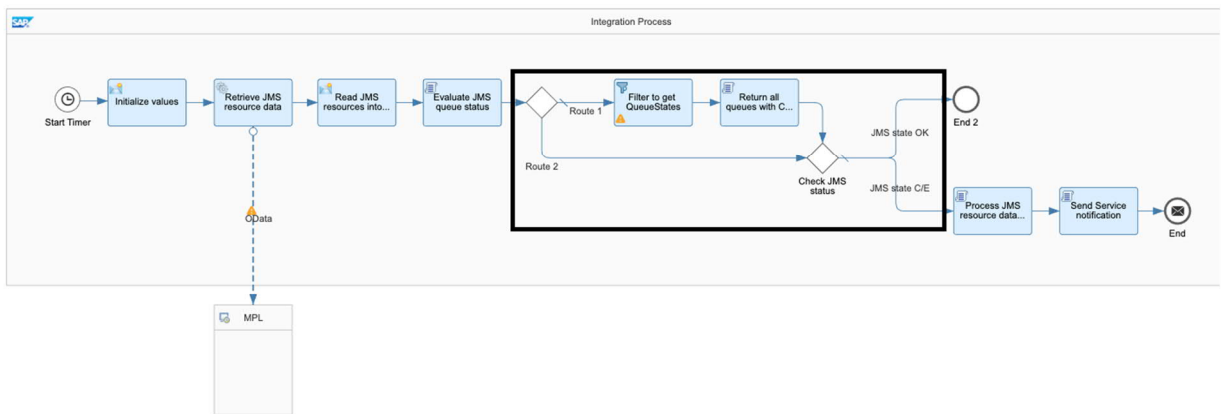 SAP
Integration Process
Start Timer
Initialize values
Retrieve JMS
resource data
Read JMS
resources into...
Evaluate JMS
queue status
Route 1
Route 2
Filter to get
QueueStates
Return all
queues with C...
Check JMS
status
JMS state OK
JMS state C/E
End 2
Process JMS
resource data...
Send Service
notification
End
OData
MPL